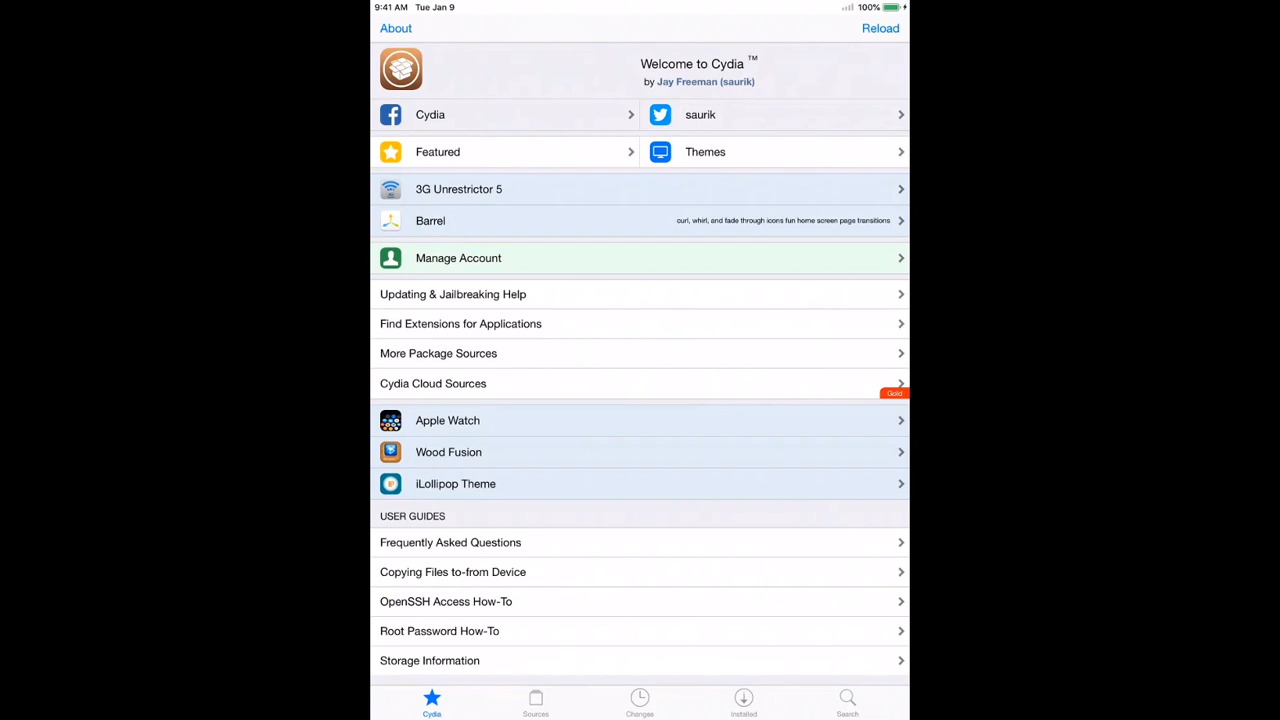 9:41 AM Tue Jan 9 100%
About Reload
Welcome to Cydia ™
by Jay Freeman (saurik)
Cydia saurik
Featured Themes
3G Unrestrictor 5
Barrel curl, whirl, and fade through icons fun home screen page transitions
Manage Account
Updating & Jailbreaking Help
Find Extensions for Applications
More Package Sources
Cydia Cloud Sources
Gold
Apple Watch
Wood Fusion
iLollipop Theme
USER GUIDES
Frequently Asked Questions
Copying Files to-from Device
OpenSSH Access How-To
Root Password How-To
Storage Information
Cydia Sources Changes Installed Search